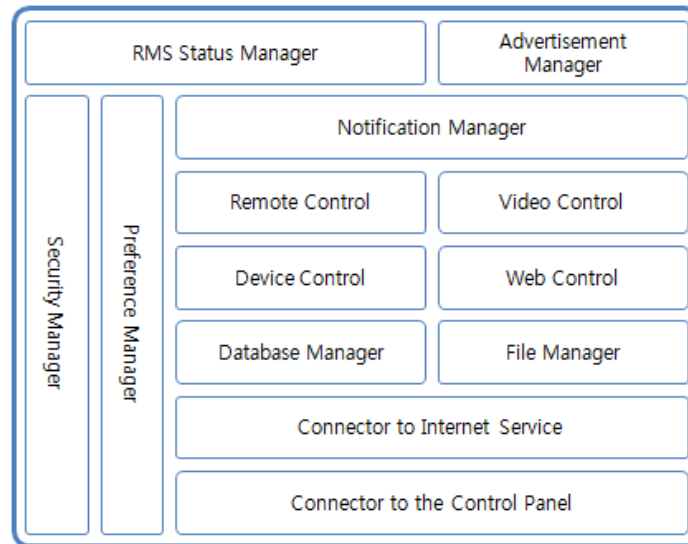 RMS Status Manager
Advertisement
Manager
Security Manager
Preference Manager
Notification Manager
Remote Control
Video Control
Device Control
Web Control
Database Manager
File Manager
Connector to Internet Service
Connector to the Control Panel